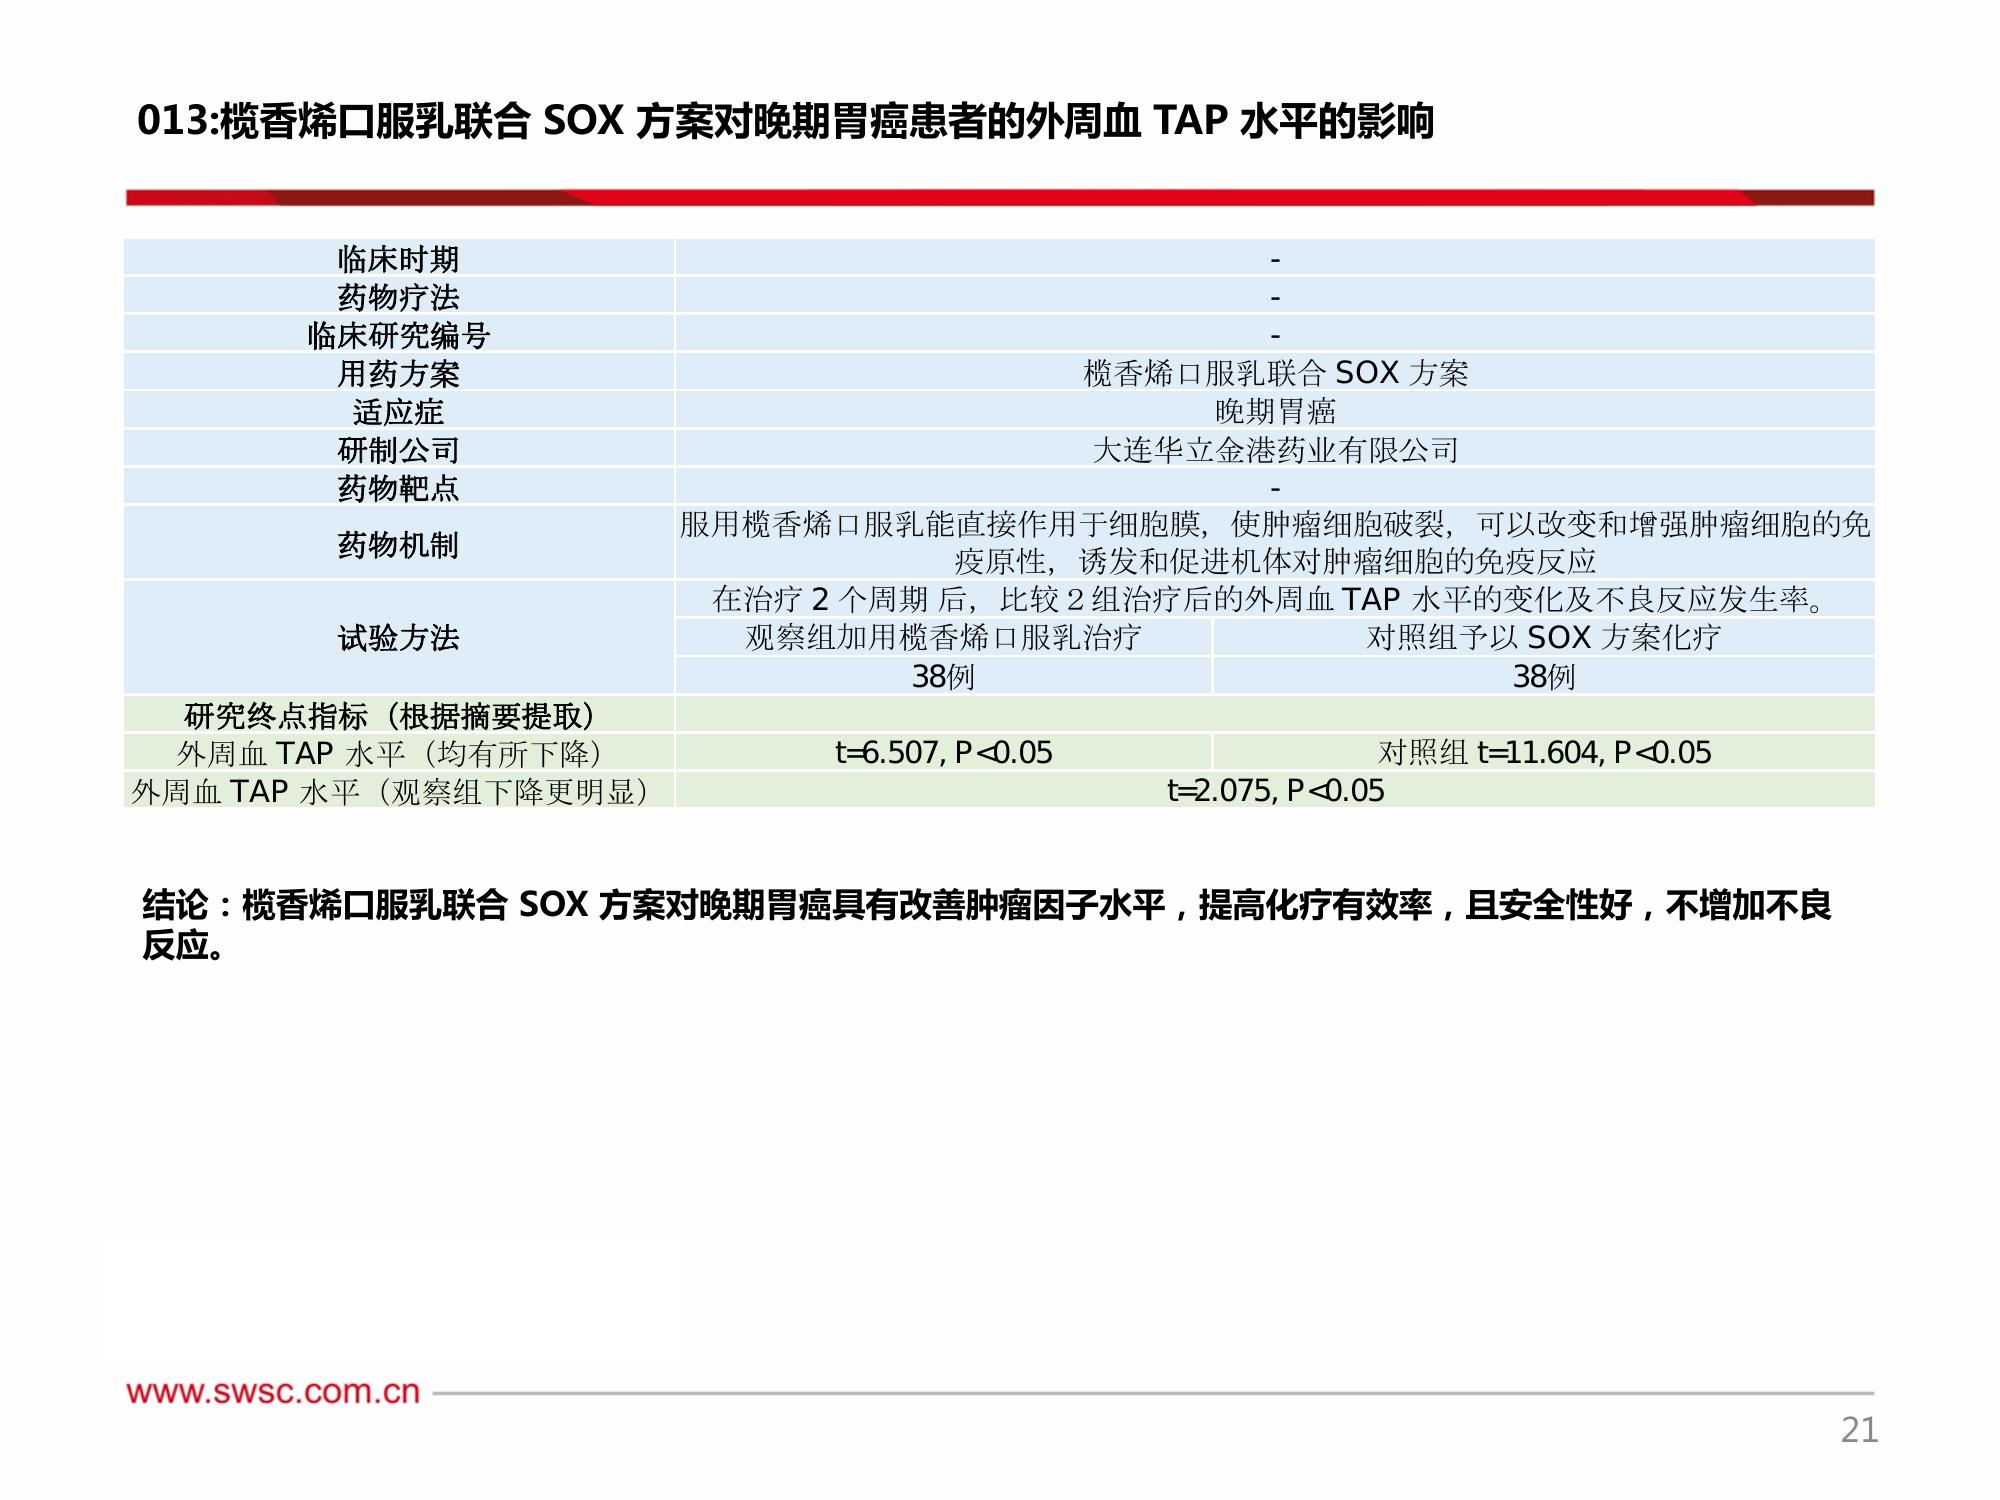 013:榄香烯口服乳联合 SOX 方案对晚期胃癌患者的外周血 TAP 水平的影响
临床时期 -
药物疗法 -
临床研究编号 -
用药方案 榄香烯口服乳联合 SOX 方案
适应症 晚期胃癌
研制公司 大连华立金港药业有限公司
药物靶点 -
药物机制 服用榄香烯口服乳能直接作用于细胞膜，使肿瘤细胞破裂，可以改变和增强肿瘤细胞的免
疫原性，诱发和促进机体对肿瘤细胞的免疫反应
试验方法 在治疗 2 个周期 后，比较２组治疗后的外周血 TAP 水平的变化及不良反应发生率。
观察组加用榄香烯口服乳治疗 对照组予以 SOX 方案化疗
38例 38例
研究终点指标（根据摘要提取）
外周血 TAP 水平（均有所下降） t=6.507, P<0.05 对照组 t=11.604, P<0.05
外周血 TAP 水平（观察组下降更明显） t=2.075, P<0.05
结论：榄香烯口服乳联合 SOX 方案对晚期胃癌具有改善肿瘤因子水平，提高化疗有效率，且安全性好，不增加不良
反应。
www.swsc.com.cn
21